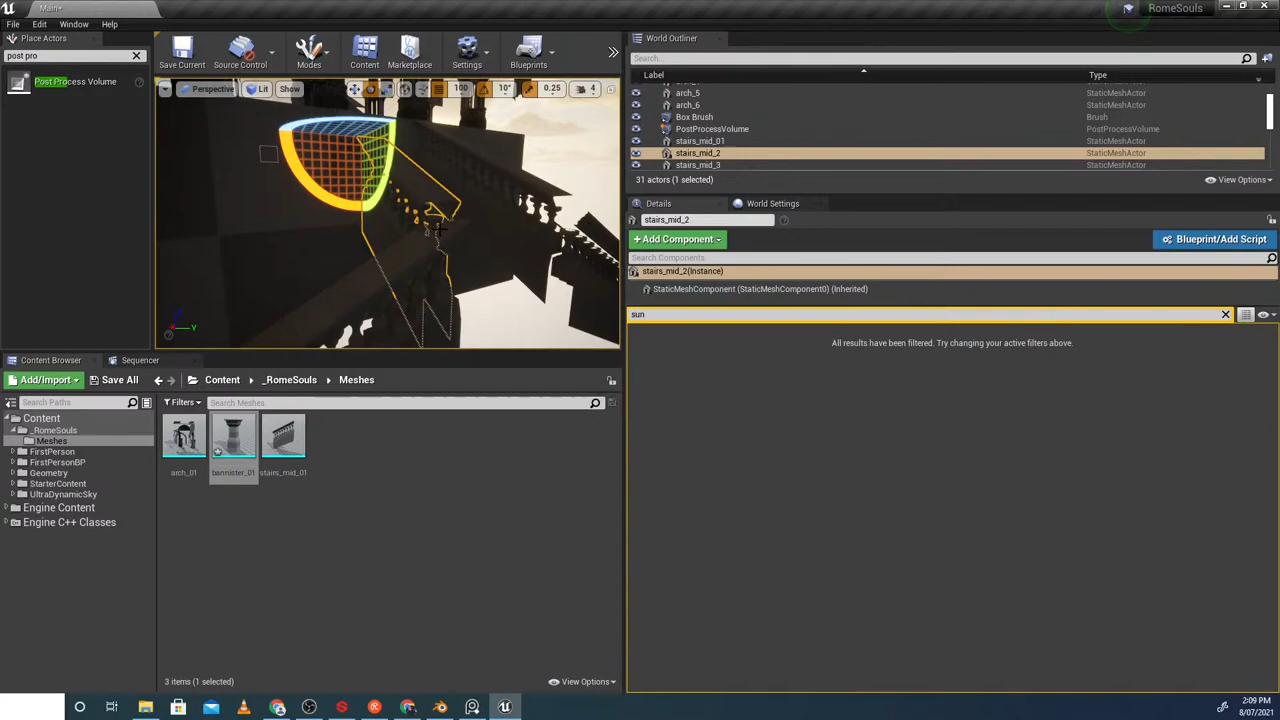 Main*
RomeSouls
File Edit Window Help
Place Actors
post pro
Post Process Volume
Save Current
Source Control
Modes
Content
Marketplace
Settings
Blueprints
Perspective
Lit
Show
100
10°
0.25
4
Z
Y
World Outliner
Search...
Label
Type
arch_5 StaticMeshActor
arch_6 StaticMeshActor
Box Brush Brush
PostProcessVolume PostProcessVolume
stairs_mid_01 StaticMeshActor
stairs_mid_2 StaticMeshActor
stairs_mid_3 StaticMeshActor
31 actors (1 selected)
View Options
Details
World Settings
stairs_mid_2
+Add Component
Blueprint/Add Script
Search Components
stairs_mid_2(Instance)
StaticMeshComponent (StaticMeshComponent0) (Inherited)
sun
All results have been filtered. Try changing your active filters above.
Content Browser
Sequencer
Add/Import
Save All
Content
_RomeSouls
Meshes
Search Paths
Filters
Search Meshes
Content
_RomeSouls
Meshes
FirstPerson
FirstPersonBP
Geometry
StarterContent
UltraDynamicSky
Engine Content
Engine C++ Classes
arch_01
bannister_01
stairs_mid_01
3 items (1 selected)
View Options
2:09 PM
8/07/2021